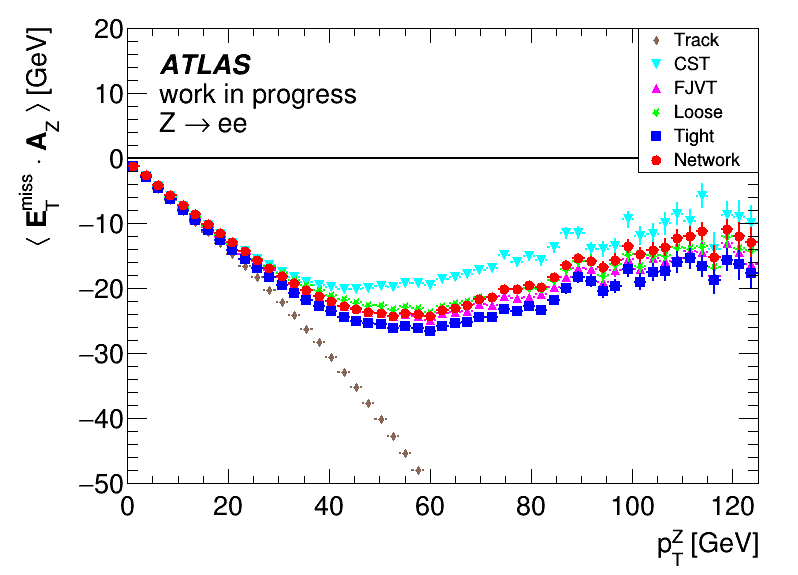 ⟨ E_T^miss · A_Z ⟩ [GeV]
ATLAS
work in progress
Z → ee
Track
CST
FJVT
Loose
Tight
Network
20
10
0
−10
−20
−30
−40
−50
0 20 40 60 80 100 120
p_T^Z [GeV]